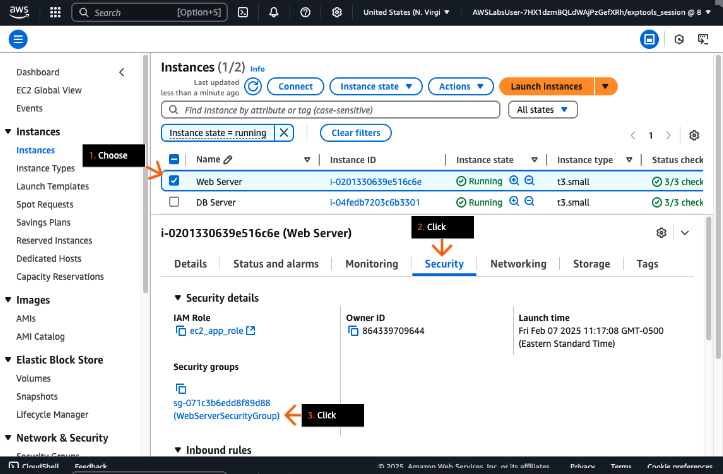 aws
Search [Option+S]
United States (N. Virgi
AWSLabsUser-7HX1dzmBQLdWAjPzGefXRh/exptools_session @ 8
Dashboard
EC2 Global View
Events
Instances
Instances
Instance Types
Launch Templates
Spot Requests
Savings Plans
Reserved Instances
Dedicated Hosts
Capacity Reservations
Images
AMIs
AMI Catalog
Elastic Block Store
Volumes
Snapshots
Lifecycle Manager
Network & Security
Security Groups
1. Choose
Instances (1/2) Info
Last updated
less than a minute ago
Connect
Instance state
Actions
Launch instances
Find Instance by attribute or tag (case-sensitive)
All states
Instance state = running
Clear filters
1
Name Instance ID Instance state Instance type Status check
Web Server i-0201330639e516c6e Running t3.small 3/3 check
DB Server i-04fedb7203c6b3301 Running t3.small 3/3 check
i-0201330639e516c6e (Web Server)
2. Click
Details Status and alarms Monitoring Security Networking Storage Tags
Security details
IAM Role
ec2_app_role
Owner ID
864339709644
Launch time
Fri Feb 07 2025 11:17:08 GMT-0500
(Eastern Standard Time)
Security groups
sg-071c3b6edd8f89d88
(WebServerSecurityGroup)
3. Click
Inbound rules
CloudShell Feedback © 2025, Amazon Web Services, Inc. or its affiliates. Privacy Terms Cookie preferences